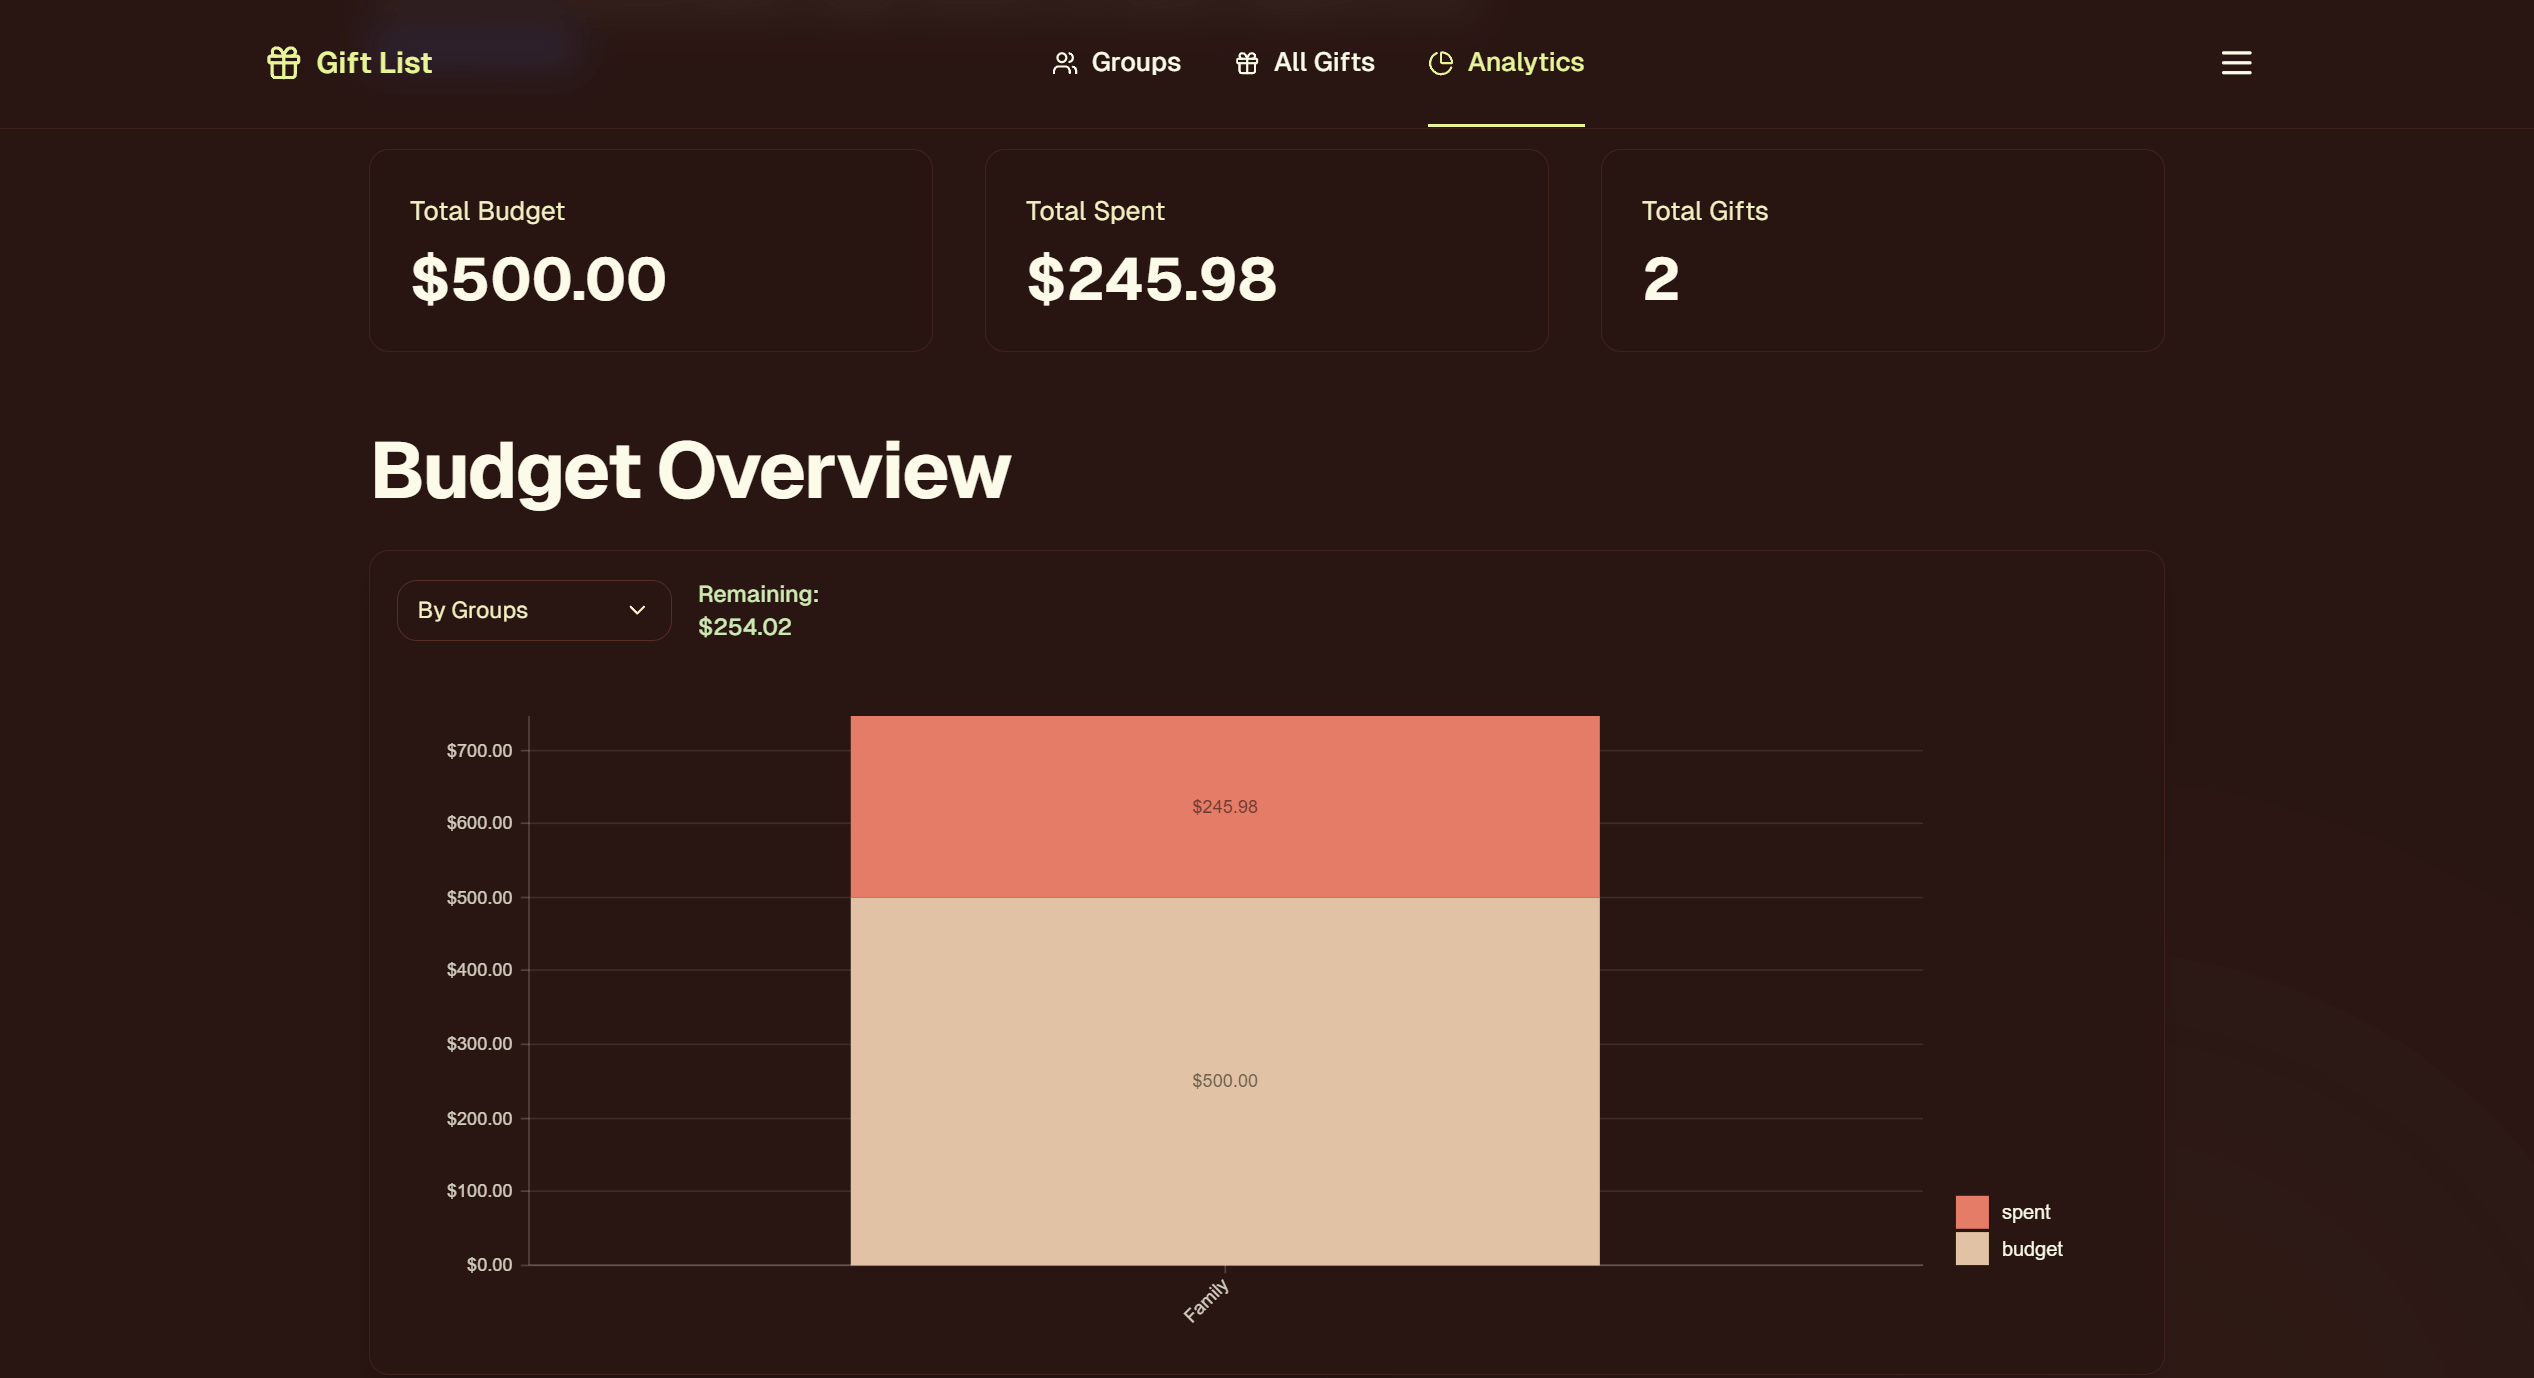 Gift List
Groups
All Gifts
Analytics
Total Budget
$500.00
Total Spent
$245.98
Total Gifts
2
Budget Overview
By Groups
Remaining:
$254.02
$700.00
$600.00
$500.00
$400.00
$300.00
$200.00
$100.00
$0.00
$245.98
$500.00
Family
spent
budget